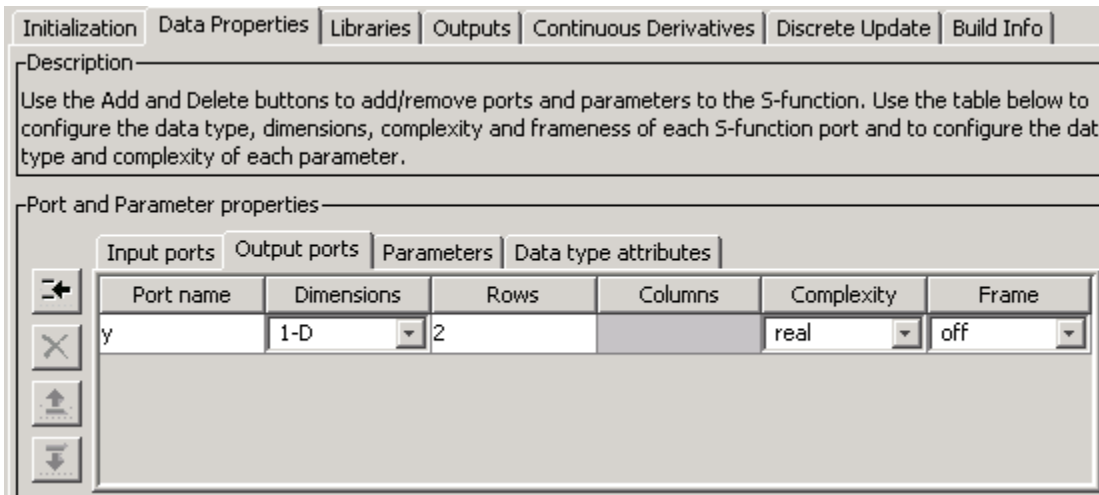 Initialization Data Properties Libraries Outputs Continuous Derivatives Discrete Update Build Info
Description
Use the Add and Delete buttons to add/remove ports and parameters to the S-function. Use the table below to
configure the data type, dimensions, complexity and frameness of each S-function port and to configure the dat
type and complexity of each parameter.
Port and Parameter properties
Input ports Output ports Parameters Data type attributes
Port name Dimensions Rows Columns Complexity Frame
y 1-D 2 real off